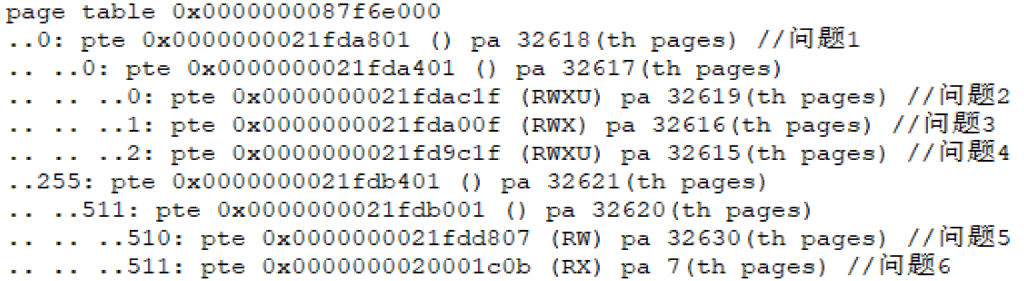 page table 0x0000000087f6e000
..0: pte 0x0000000021fda801 () pa 32618(th pages) //问题1
.. ..0: pte 0x0000000021fda401 () pa 32617(th pages)
.. .. ..0: pte 0x0000000021fdac1f (RWXU) pa 32619(th pages) //问题2
.. .. ..1: pte 0x0000000021fda00f (RWX) pa 32616(th pages) //问题3
.. .. ..2: pte 0x0000000021fd9c1f (RWXU) pa 32615(th pages) //问题4
..255: pte 0x0000000021fdb401 () pa 32621(th pages)
.. ..511: pte 0x0000000021fdb001 () pa 32620(th pages)
.. .. ..510: pte 0x0000000021fdd807 (RW) pa 32630(th pages) //问题5
.. .. ..511: pte 0x0000000020001c0b (RX) pa 7(th pages) //问题6